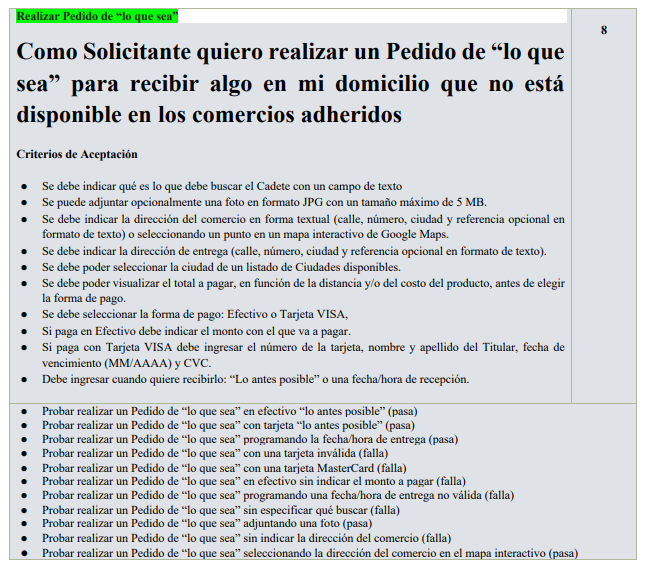 Realizar Pedido de “lo que sea”
8
Como Solicitante quiero realizar un Pedido de “lo que
sea” para recibir algo en mi domicilio que no está
disponible en los comercios adheridos
Criterios de Aceptación
● Se debe indicar qué es lo que debe buscar el Cadete con un campo de texto
● Se puede adjuntar opcionalmente una foto en formato JPG con un tamaño máximo de 5 MB.
● Se debe indicar la dirección del comercio en forma textual (calle, número, ciudad y referencia opcional en
formato de texto) o seleccionando un punto en un mapa interactivo de Google Maps.
● Se debe indicar la dirección de entrega (calle, número, ciudad y referencia opcional en formato de texto).
● Se debe poder seleccionar la ciudad de un listado de Ciudades disponibles.
● Se debe poder visualizar el total a pagar, en función de la distancia y/o del costo del producto, antes de elegir
la forma de pago.
● Se debe seleccionar la forma de pago: Efectivo o Tarjeta VISA,
● Si paga en Efectivo debe indicar el monto con el que va a pagar.
● Si paga con Tarjeta VISA debe ingresar el número de la tarjeta, nombre y apellido del Titular, fecha de
vencimiento (MM/AAAA) y CVC.
● Debe ingresar cuando quiere recibirlo: “Lo antes posible” o una fecha/hora de recepción.
● Probar realizar un Pedido de “lo que sea” en efectivo “lo antes posible” (pasa)
● Probar realizar un Pedido de “lo que sea” con tarjeta “lo antes posible” (pasa)
● Probar realizar un Pedido de “lo que sea” programando la fecha/hora de entrega (pasa)
● Probar realizar un Pedido de “lo que sea” con una tarjeta inválida (falla)
● Probar realizar un Pedido de “lo que sea” con una tarjeta MasterCard (falla)
● Probar realizar un Pedido de “lo que sea” en efectivo sin indicar el monto a pagar (falla)
● Probar realizar un Pedido de “lo que sea” programando una fecha/hora de entrega no válida (falla)
● Probar realizar un Pedido de “lo que sea” sin especificar qué buscar (falla)
● Probar realizar un Pedido de “lo que sea” adjuntando una foto (pasa)
● Probar realizar un Pedido de “lo que sea” sin indicar la dirección del comercio (falla)
● Probar realizar un Pedido de “lo que sea” seleccionando la dirección del comercio en el mapa interactivo (pasa)